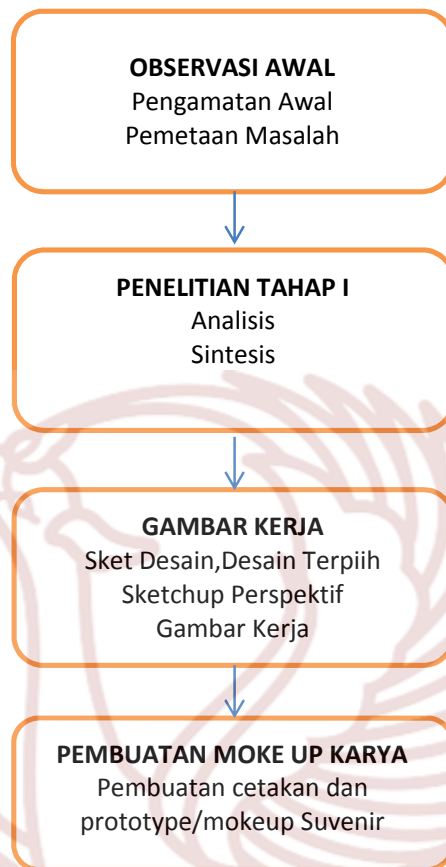 OBSERVASI AWAL
Pengamatan Awal
Pemetaan Masalah
PENELITIAN TAHAP I
Analisis
Sintesis
GAMBAR KERJA
Sket Desain,Desain Terpiih
Sketchup Perspektif
Gambar Kerja
PEMBUATAN MOKE UP KARYA
Pembuatan cetakan dan
prototype/mokeup Suvenir